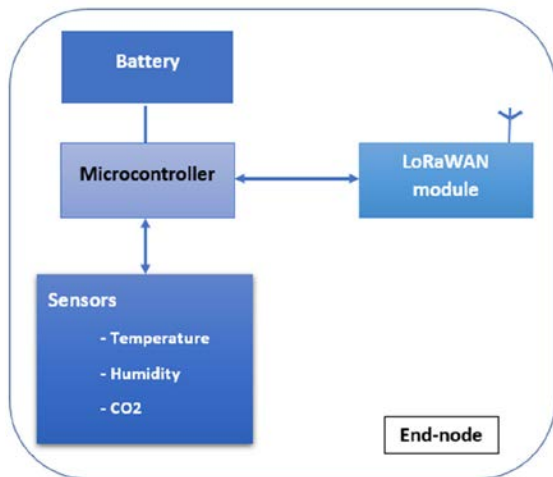 Battery
Microcontroller
LoRaWAN
module
Sensors
- Temperature
- Humidity
- CO2
End-node